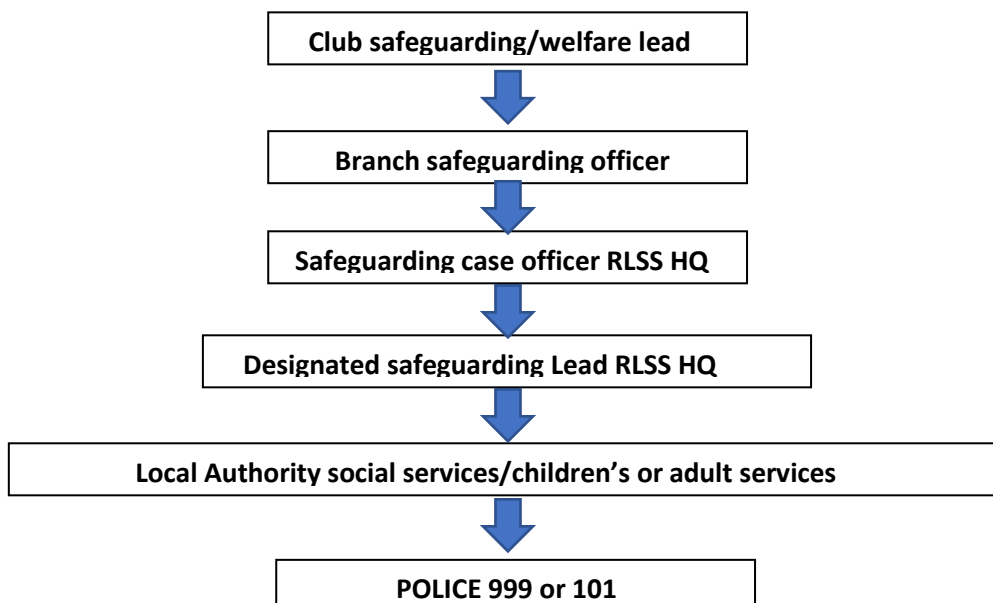 Club safeguarding/welfare lead
Branch safeguarding officer
Safeguarding case officer RLSS HQ
Designated safeguarding Lead RLSS HQ
Local Authority social services/children’s or adult services
POLICE 999 or 101